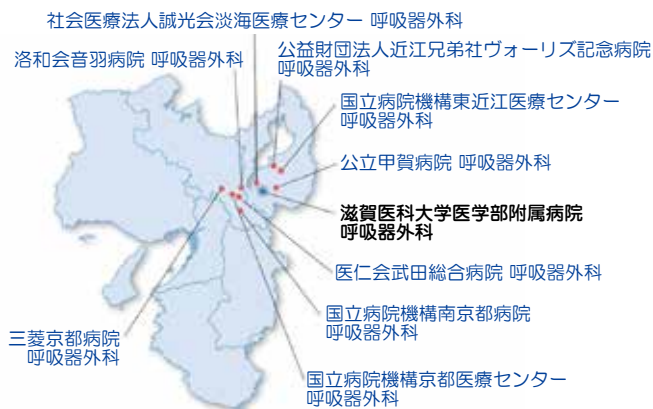 社会医療法人誠光会淡海医療センター 呼吸器外科
洛和会音羽病院 呼吸器外科
公益財団法人近江兄弟社ヴォーリズ記念病院
呼吸器外科
国立病院機構東近江医療センター
呼吸器外科
公立甲賀病院 呼吸器外科
滋賀医科大学医学部附属病院
呼吸器外科
医仁会武田総合病院 呼吸器外科
国立病院機構南京都病院
呼吸器外科
三菱京都病院
呼吸器外科
国立病院機構京都医療センター
呼吸器外科